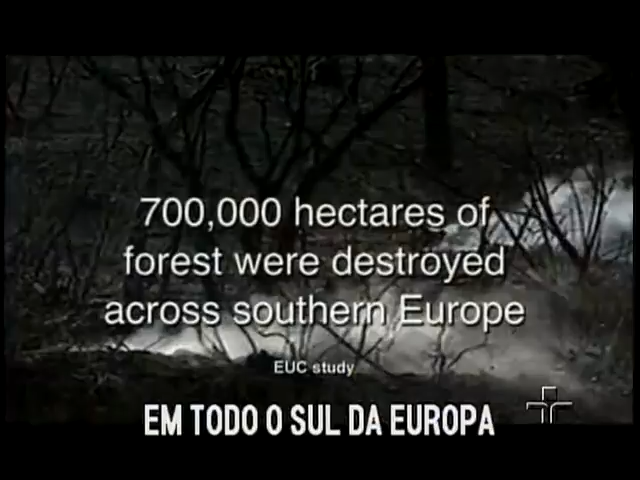 700,000 hectares of
forest were destroyed
across southern Europe
EUC study
EM TODO O SUL DA EUROPA